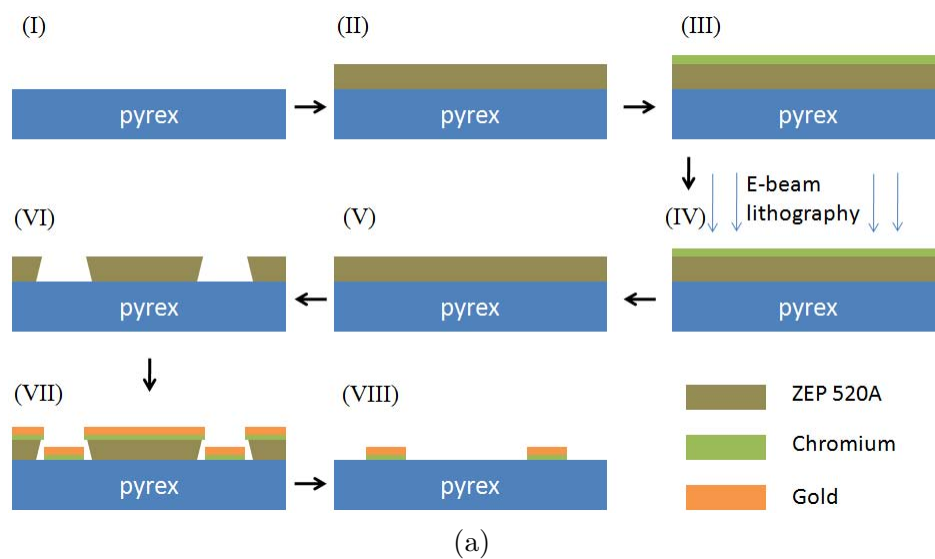 (I)
(II)
(III)
pyrex
pyrex
pyrex
(VI)
(V)
(IV)
E-beam
lithography
pyrex
pyrex
pyrex
(VII)
(VIII)
pyrex
pyrex
ZEP 520A
Chromium
Gold
(a)